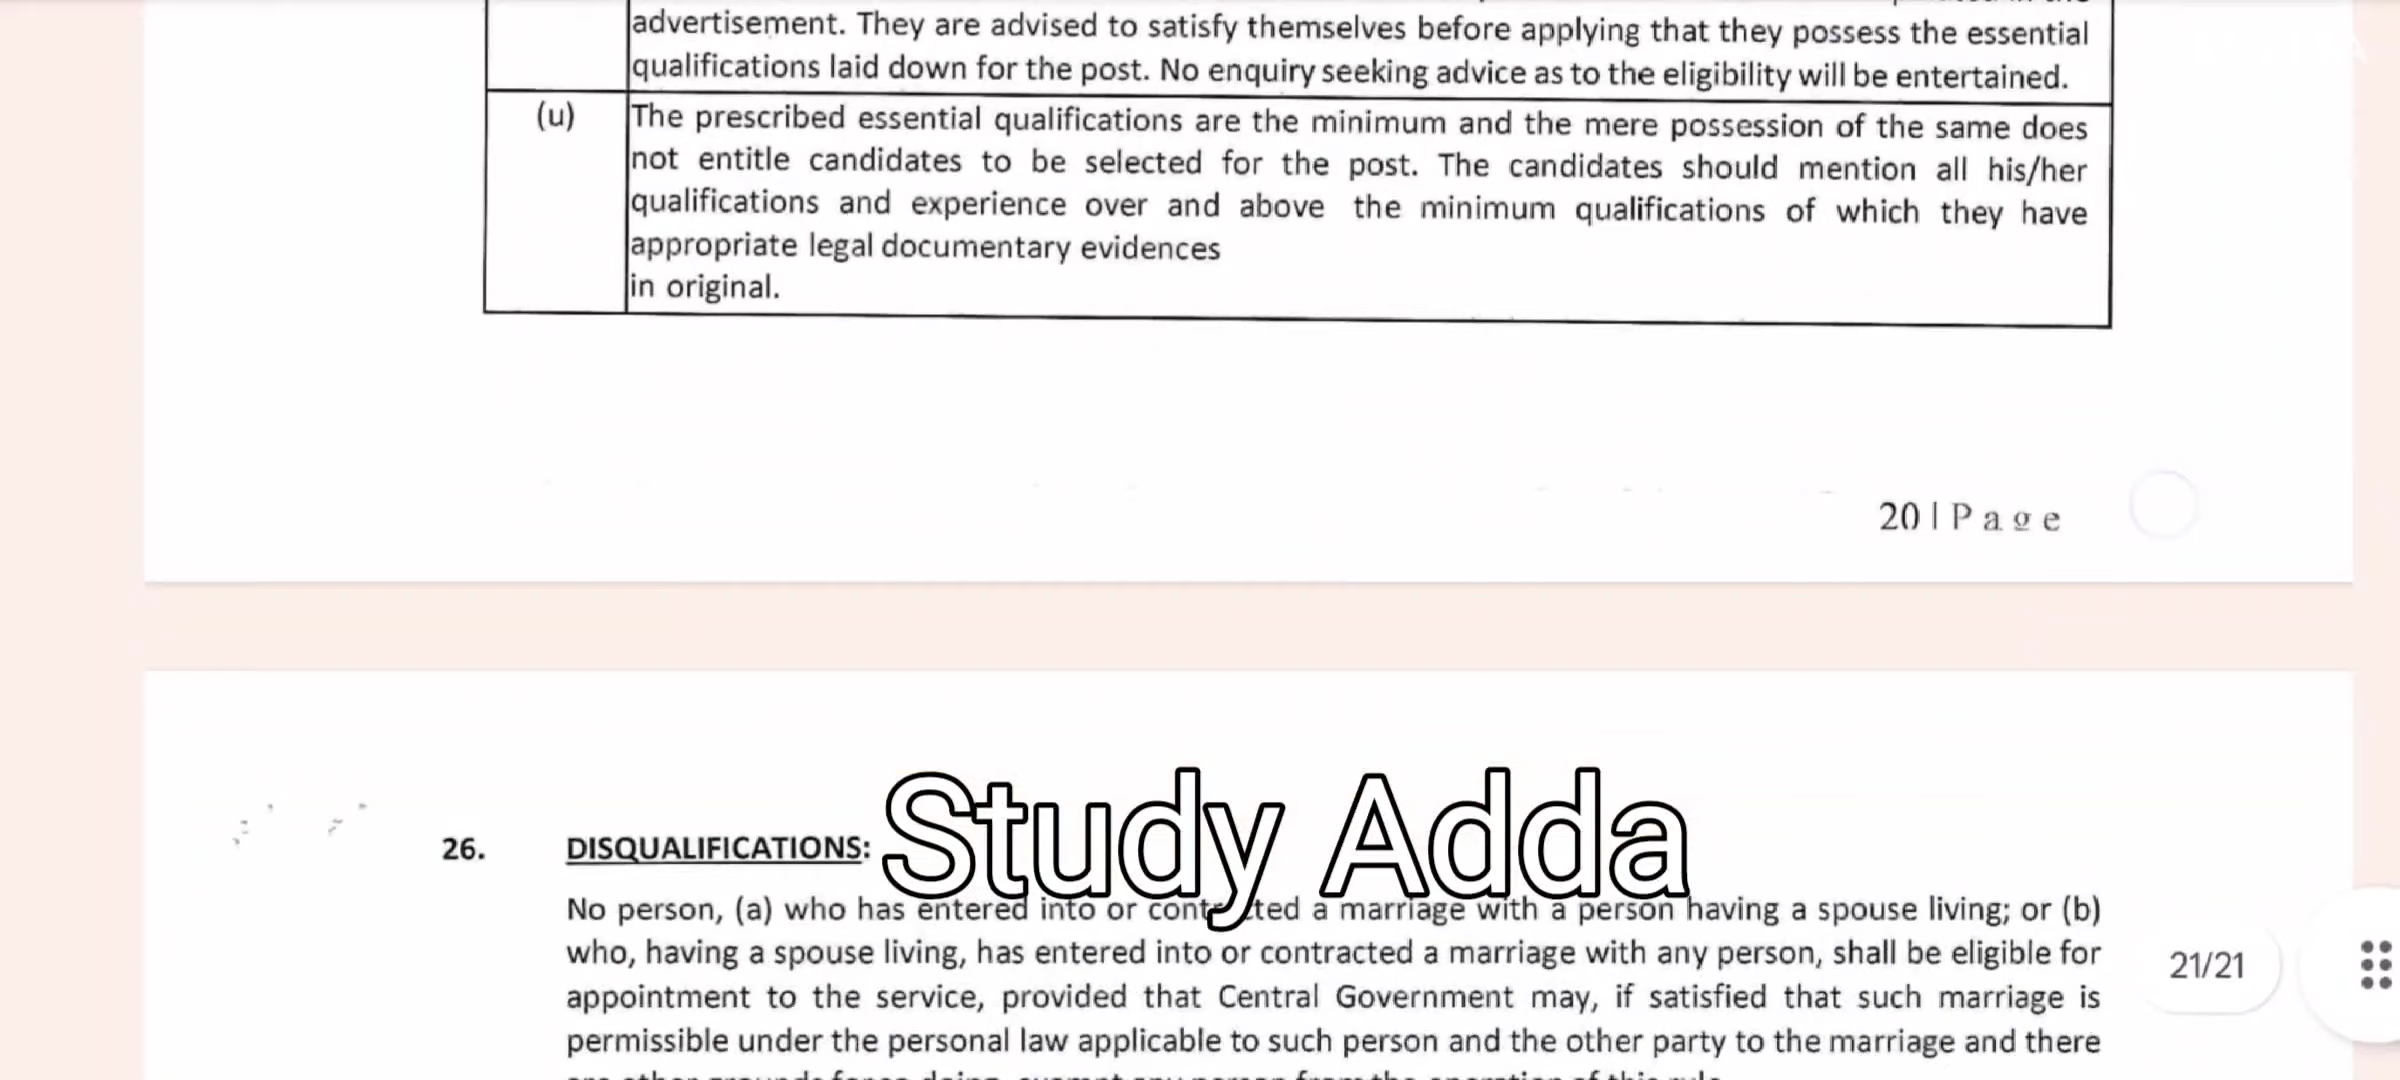 advertisement. They are advised to satisfy themselves before applying that they possess the essential
qualifications laid down for the post. No enquiry seeking advice as to the eligibility will be entertained.
(u) The prescribed essential qualifications are the minimum and the mere possession of the same does
not entitle candidates to be selected for the post. The candidates should mention all his/her
qualifications and experience over and above the minimum qualifications of which they have
appropriate legal documentary evidences
in original.
20 | P a g e
Study Adda
26. DISQUALIFICATIONS:
No person, (a) who has entered into or contracted a marriage with a person having a spouse living; or (b)
who, having a spouse living, has entered into or contracted a marriage with any person, shall be eligible for
21/21
appointment to the service, provided that Central Government may, if satisfied that such marriage is
permissible under the personal law applicable to such person and the other party to the marriage and there